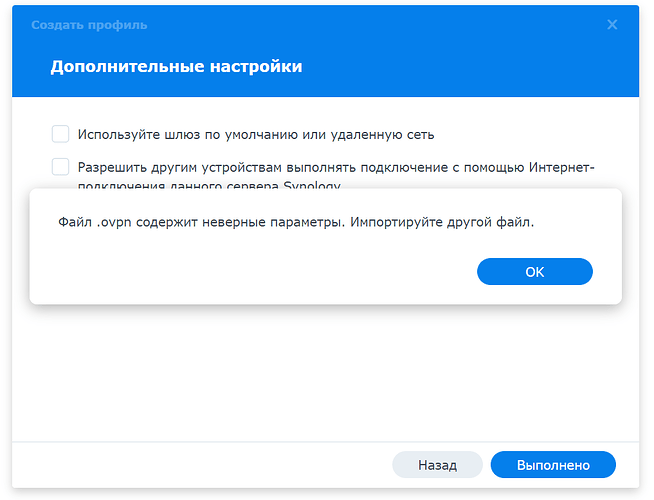 Создать профиль
Дополнительные настройки
Используйте шлюз по умолчанию или удаленную сеть
Разрешить другим устройствам выполнять подключение с помощью Интернет-
подключения данного сервера Synology
Файл .ovpn содержит неверные параметры. Импортируйте другой файл.
OK
Назад
Выполнено